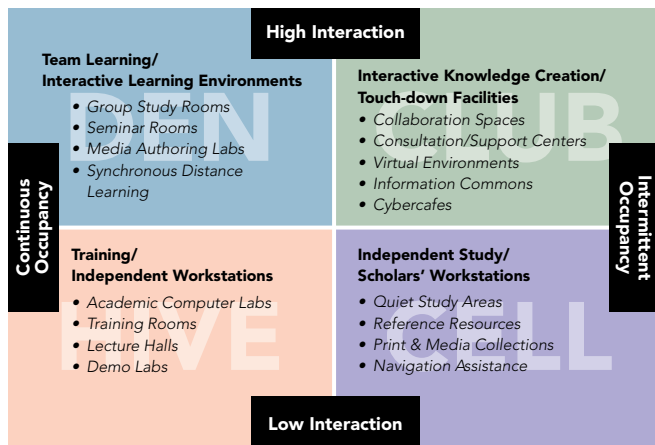 High Interaction
DEN
Team Learning/
Interactive Learning Environments
• Group Study Rooms
• Seminar Rooms
• Media Authoring Labs
• Synchronous Distance
Learning
CLUB
Interactive Knowledge Creation/
Touch-down Facilities
• Collaboration Spaces
• Consultation/Support Centers
• Virtual Environments
• Information Commons
• Cybercafes
Continuous
Occupancy
Intermittent
Occupancy
HIVE
Training/
Independent Workstations
• Academic Computer Labs
• Training Rooms
• Lecture Halls
• Demo Labs
CELL
Independent Study/
Scholars’ Workstations
• Quiet Study Areas
• Reference Resources
• Print & Media Collections
• Navigation Assistance
Low Interaction